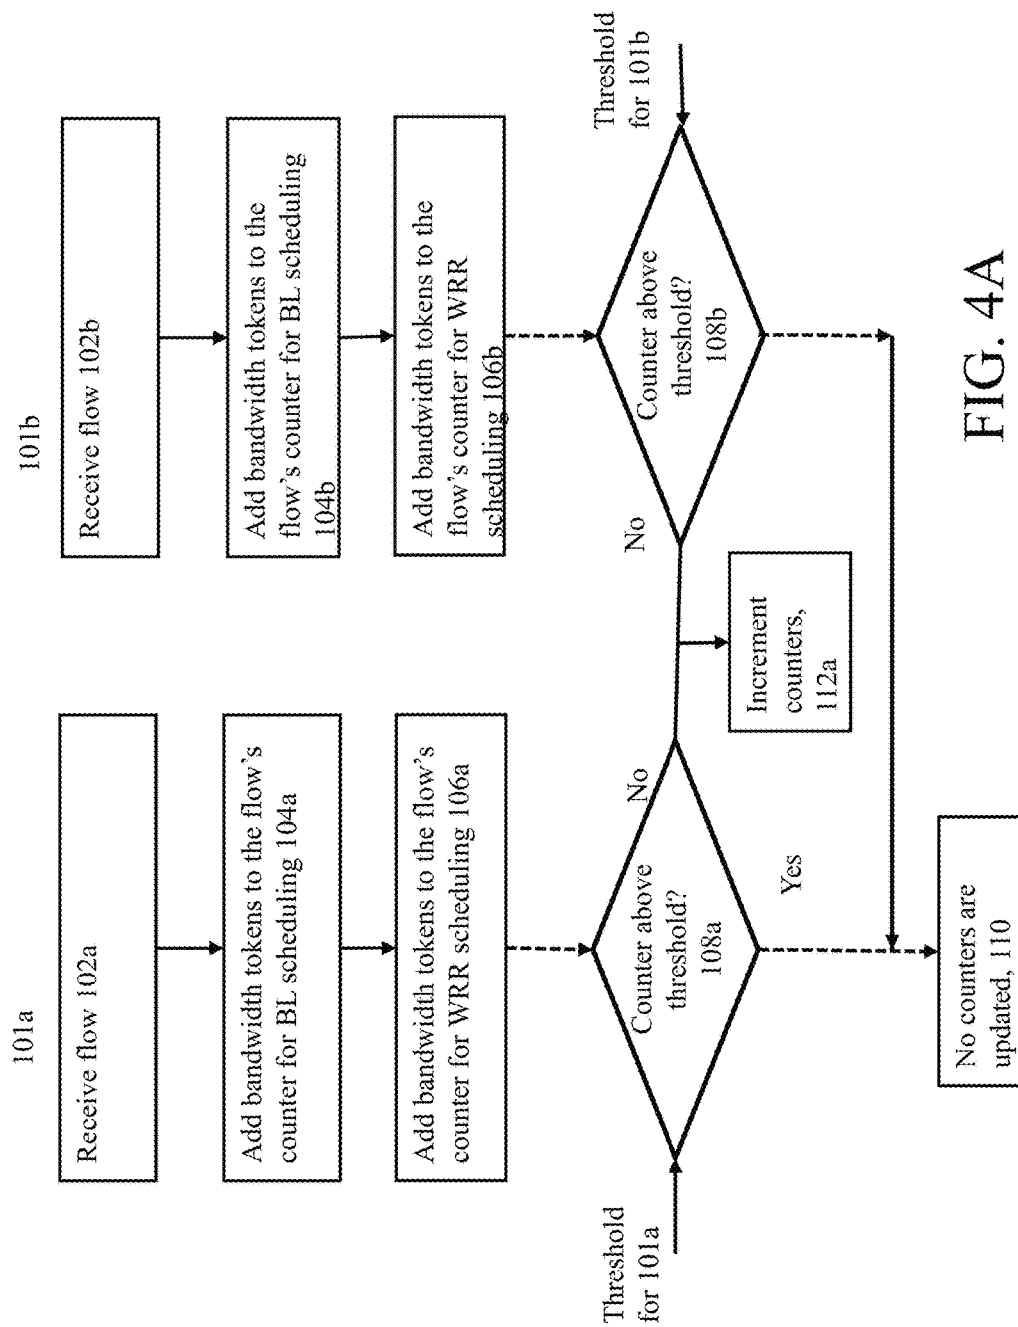 101a
101b
Receive flow 102a
Receive flow 102b
Add bandwidth tokens to the flow's
counter for BL scheduling 104a
Add bandwidth tokens to the
flow's counter for BL scheduling
104b
Add bandwidth tokens to the flow's
counter for WRR scheduling 106a
Add bandwidth tokens to the
flow's counter for WRR
scheduling 106b
Threshold
for 101a
Counter above
threshold?
108a
No
No
Counter above
threshold?
108b
Threshold
for 101b
Yes
Increment
counters,
112a
No counters are
updated, 110
FIG. 4A